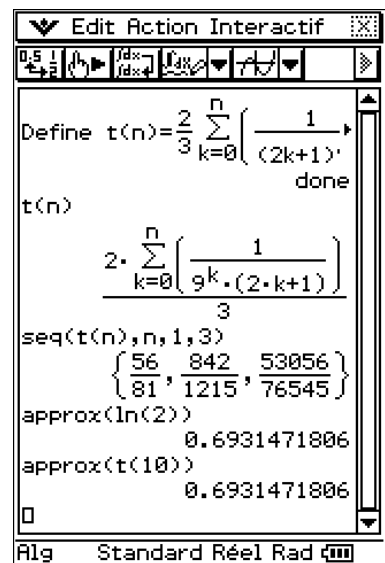 Edit Action Interactif
Define t(n)=2/3 n∑k=0( 1/(2k+1)·
done
t(n)
2·n∑k=0(1/(9^k·(2·k+1)))/3
seq(t(n),n,1,3)
{56/81, 842/1215, 53056/76545}
approx(ln(2))
0.6931471806
approx(t(10))
0.6931471806
Alg Standard Réel Rad